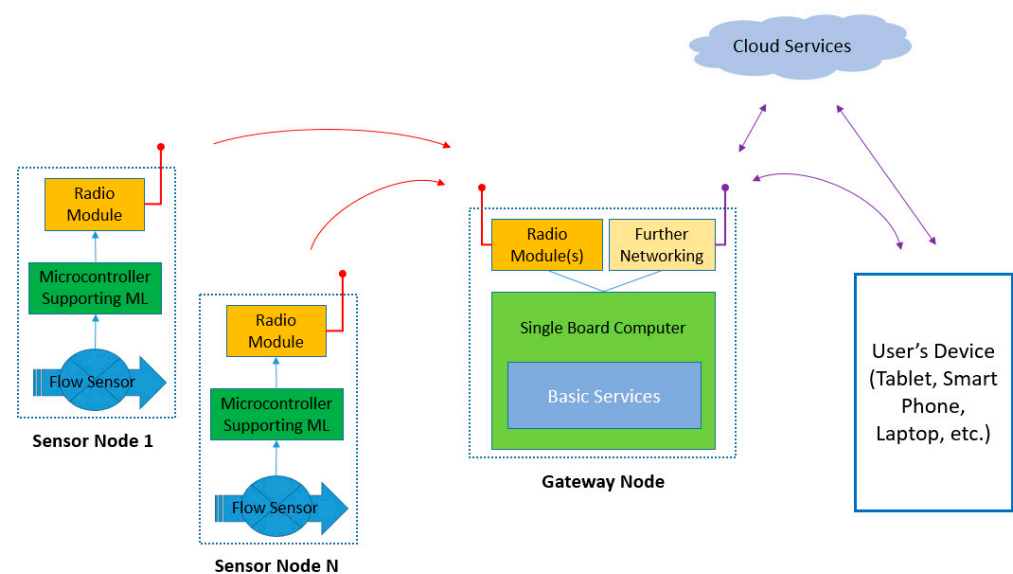 Cloud Services
Radio
Module
Microcontroller
Supporting ML
Flow Sensor
Sensor Node 1
Radio
Module
Microcontroller
Supporting ML
Flow Sensor
Sensor Node N
Radio
Module(s)
Further
Networking
Single Board Computer
Basic Services
Gateway Node
User’s Device
(Tablet, Smart
Phone,
Laptop, etc.)